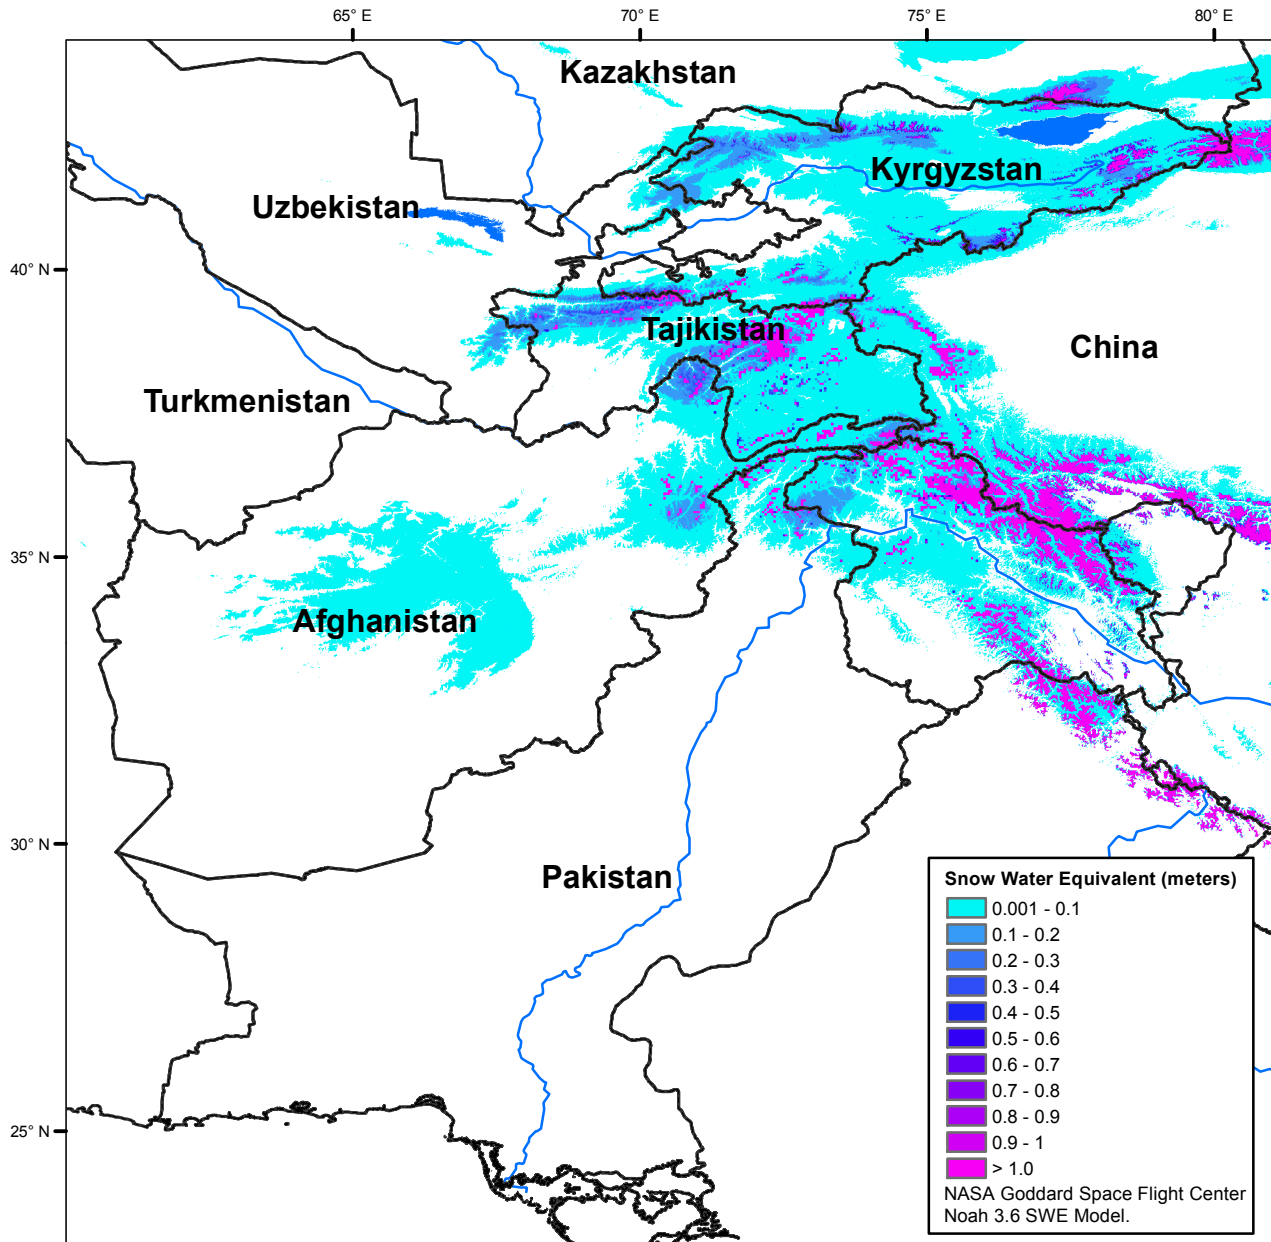 65° E
70° E
75° E
80° E
Kazakhstan
Kyrgyzstan
Uzbekistan
40° N
Tajikistan
China
Turkmenistan
35° N
Afghanistan
30° N
Pakistan
25° N
Snow Water Equivalent (meters)
0.001 - 0.1
0.1 - 0.2
0.2 - 0.3
0.3 - 0.4
0.4 - 0.5
0.5 - 0.6
0.6 - 0.7
0.7 - 0.8
0.8 - 0.9
0.9 - 1
> 1.0
NASA Goddard Space Flight Center
Noah 3.6 SWE Model.